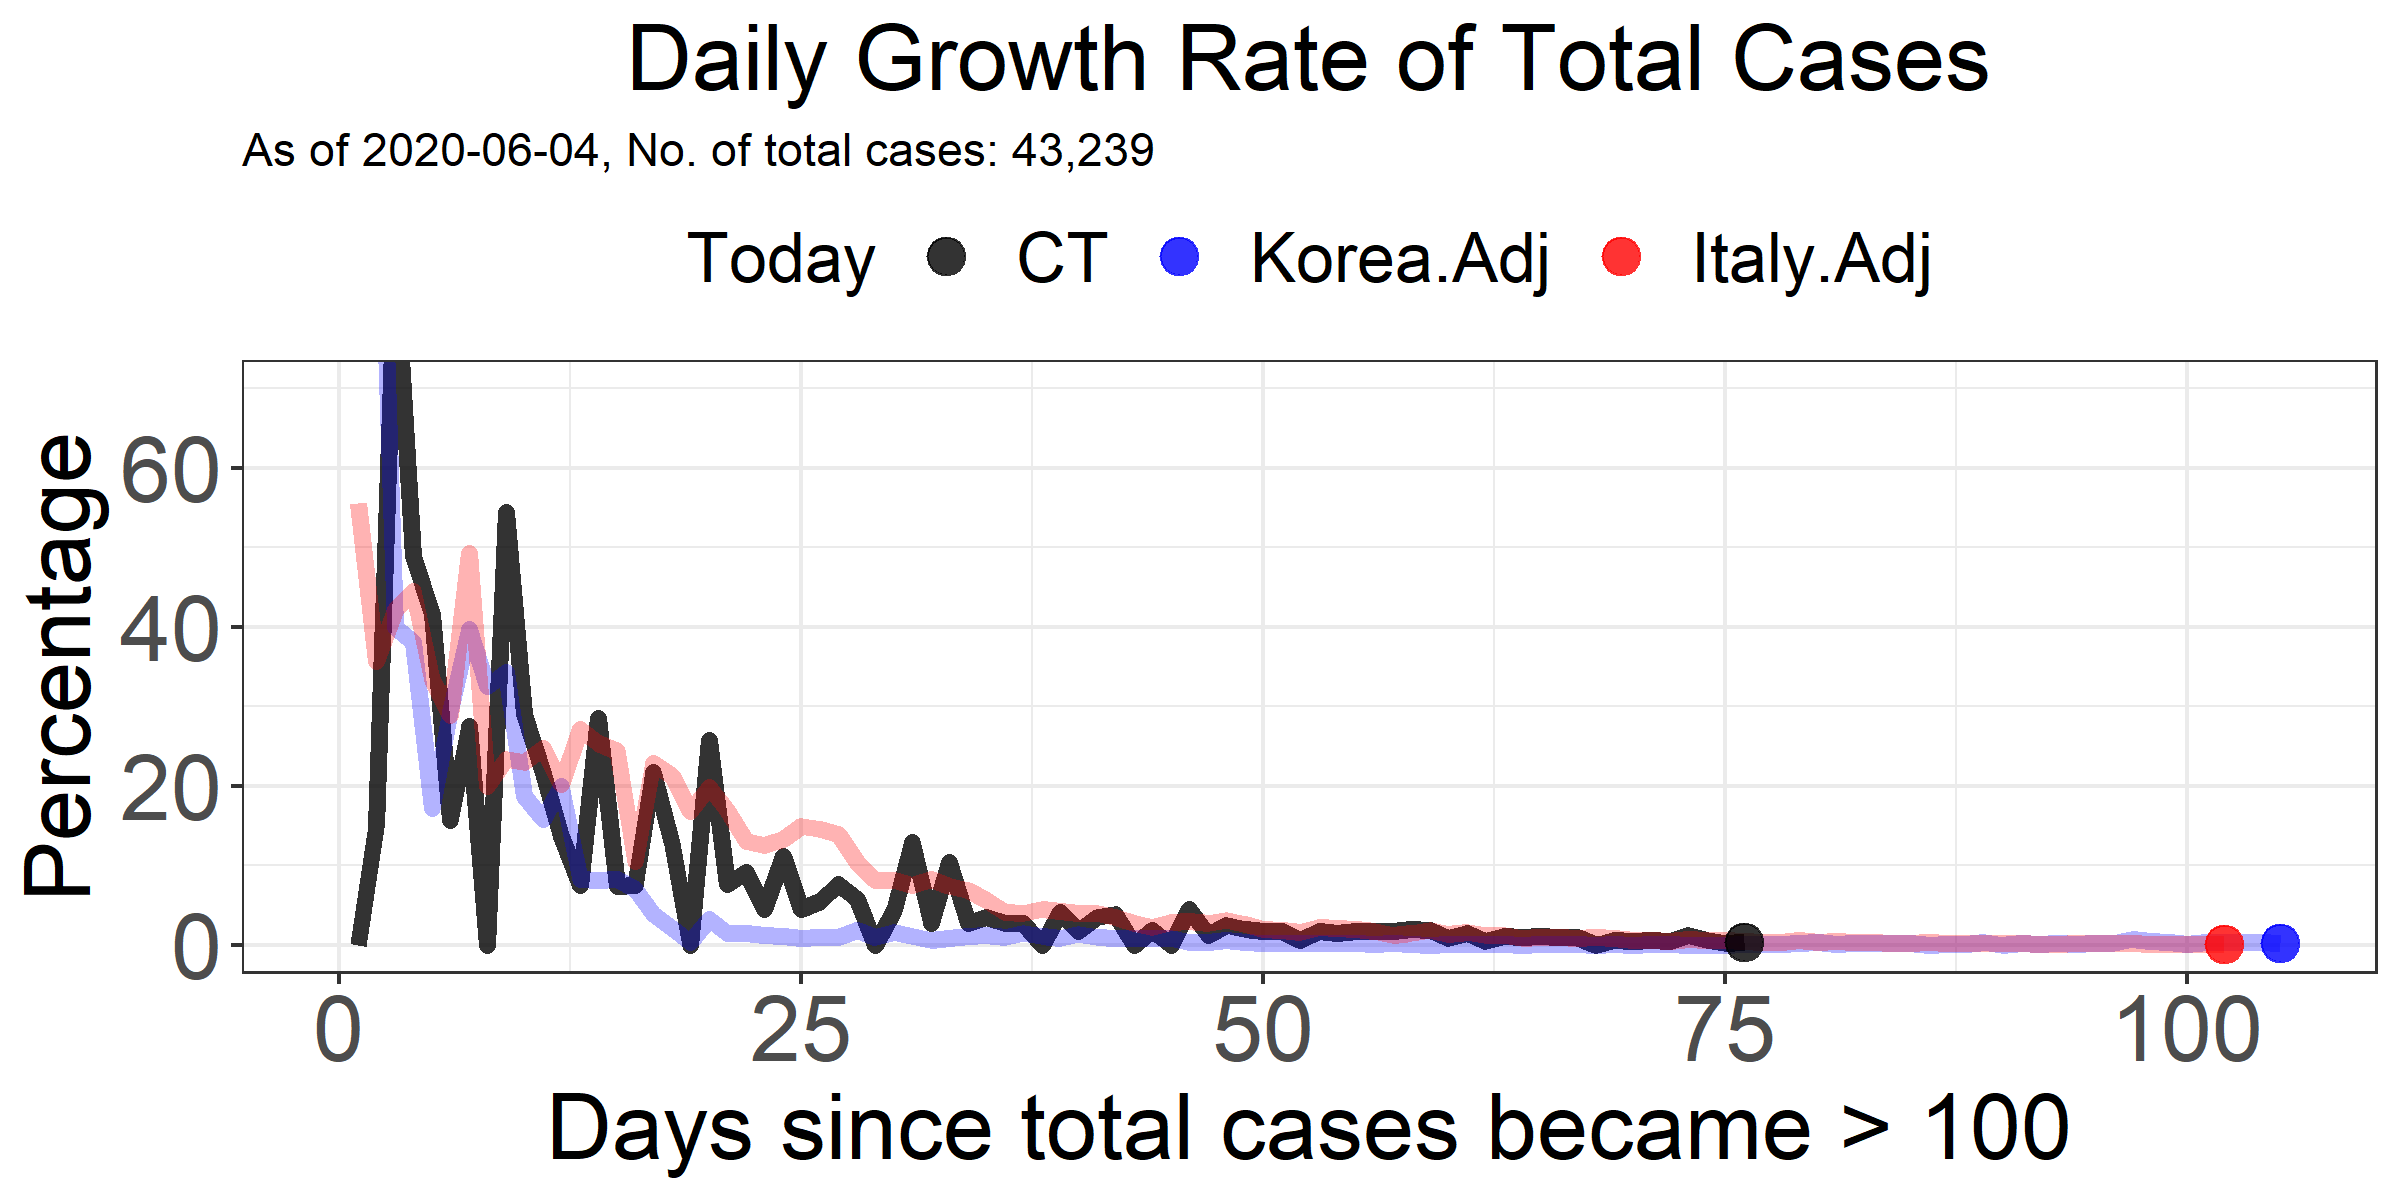 Daily Growth Rate of Total Cases
As of 2020-06-04, No. of total cases: 43,239
Today CT Korea.Adj Italy.Adj
Percentage
60
40
20
0
0 25 50 75 100
Days since total cases became > 100